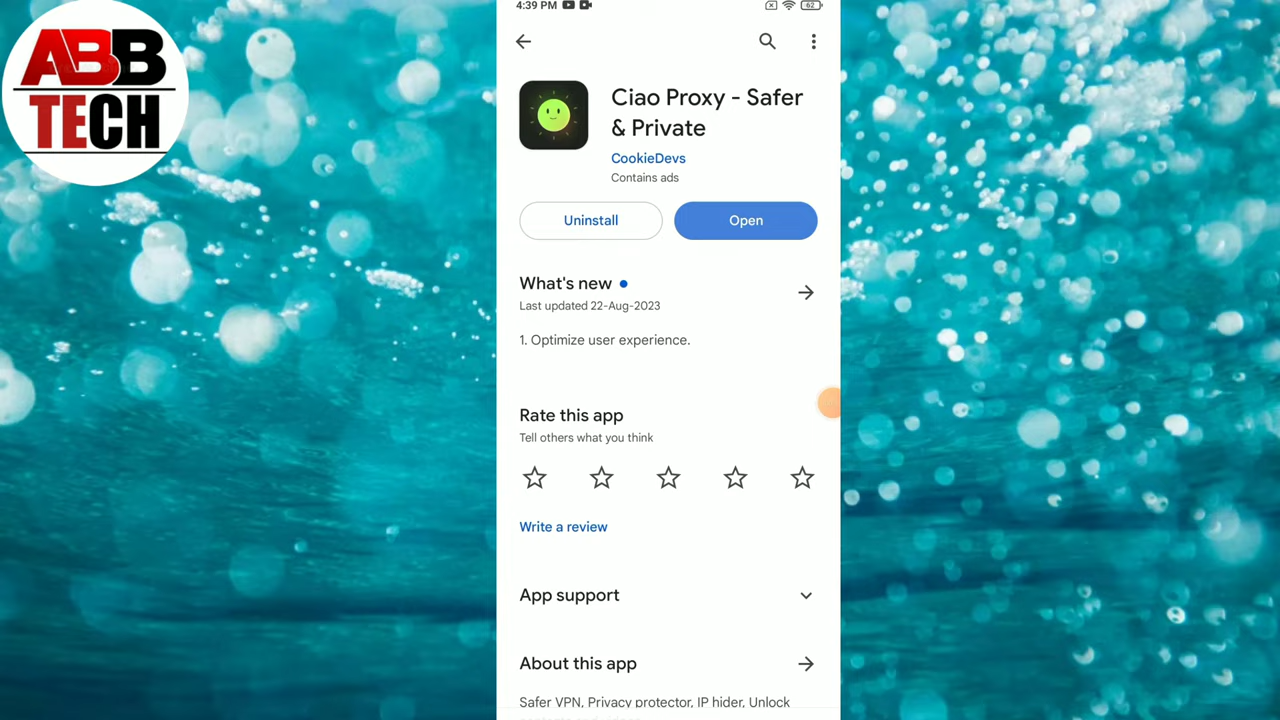 ABB
TECH
4:39 PM
62
Ciao Proxy - Safer
& Private
CookieDevs
Contains ads
Uninstall
Open
What's new
Last updated 22-Aug-2023
1. Optimize user experience.
Rate this app
Tell others what you think
Write a review
App support
About this app
Safer VPN, Privacy protector, IP hider, Unlock